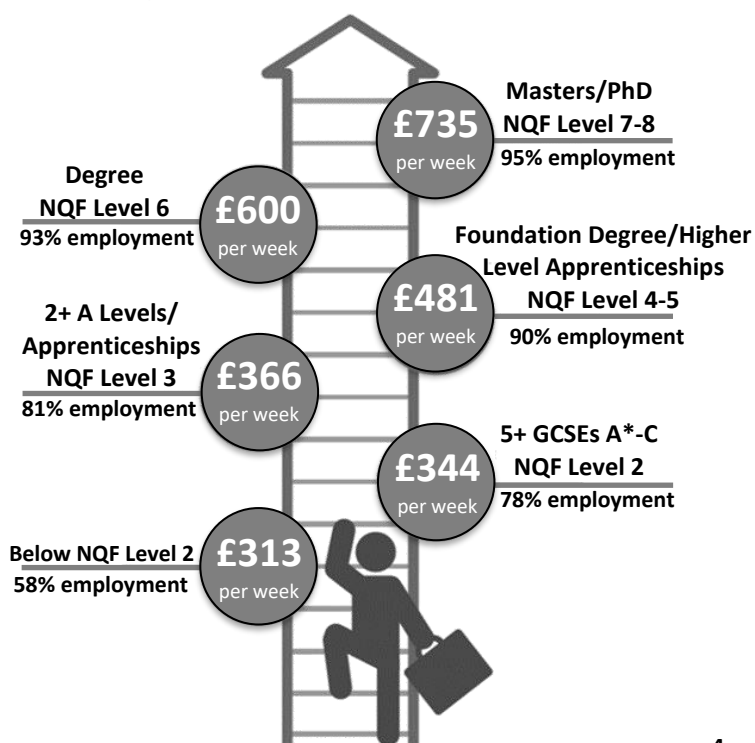 Masters/PhD
NQF Level 7-8
95% employment
£735
per week
Degree
NQF Level 6
93% employment
£600
per week
Foundation Degree/Higher
Level Apprenticeships
NQF Level 4-5
90% employment
£481
per week
2+ A Levels/
Apprenticeships
NQF Level 3
81% employment
£366
per week
5+ GCSEs A*-C
NQF Level 2
78% employment
£344
per week
Below NQF Level 2
58% employment
£313
per week